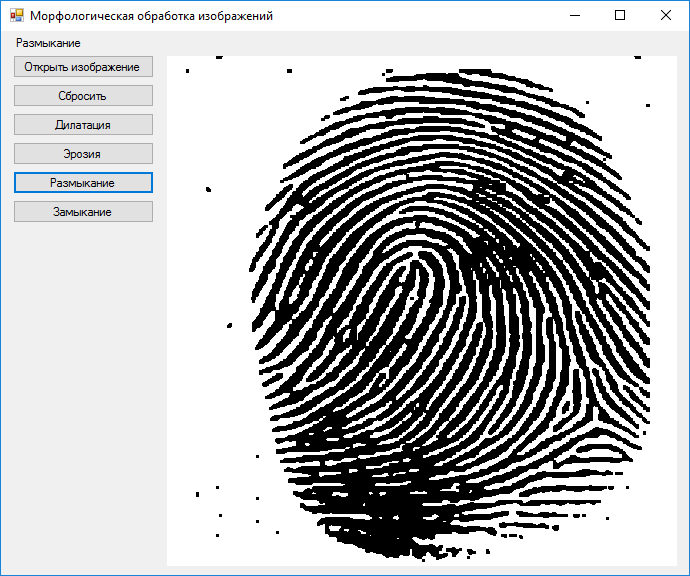 Морфологическая обработка изображений
Размыкание
Открыть изображение
Сбросить
Дилатация
Эрозия
Размыкание
Замыкание